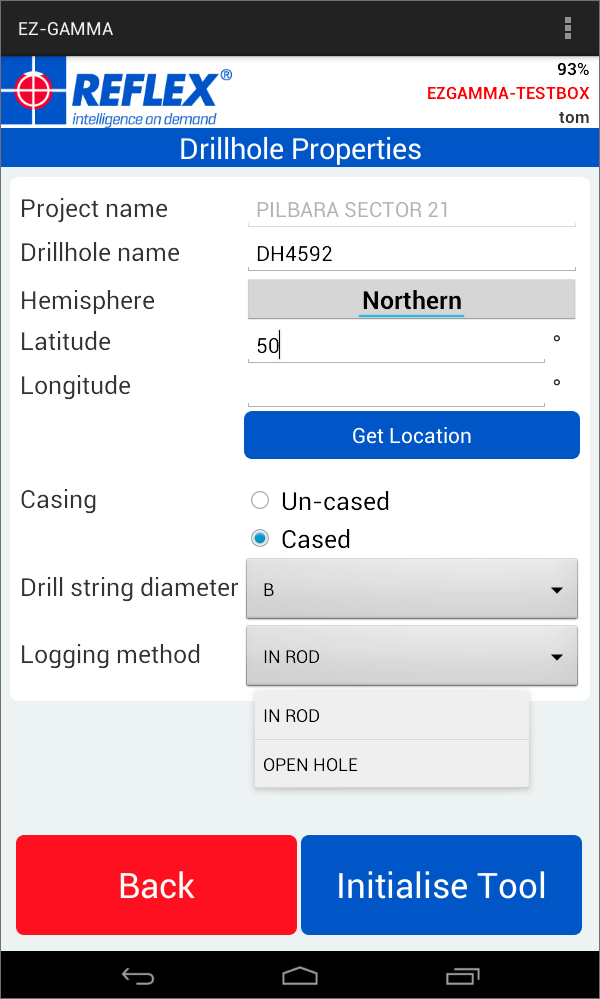 EZ-GAMMA
REFLEX®
intelligence on demand
93%
EZGAMMA-TESTBOX
tom
Drillhole Properties
Project name PILBARA SECTOR 21
Drillhole name DH4592
Hemisphere Northern
Latitude 50 °
Longitude °
Get Location
Casing Un-cased
Cased
Drill string diameter B
Logging method IN ROD
IN ROD
OPEN HOLE
Back Initialise Tool